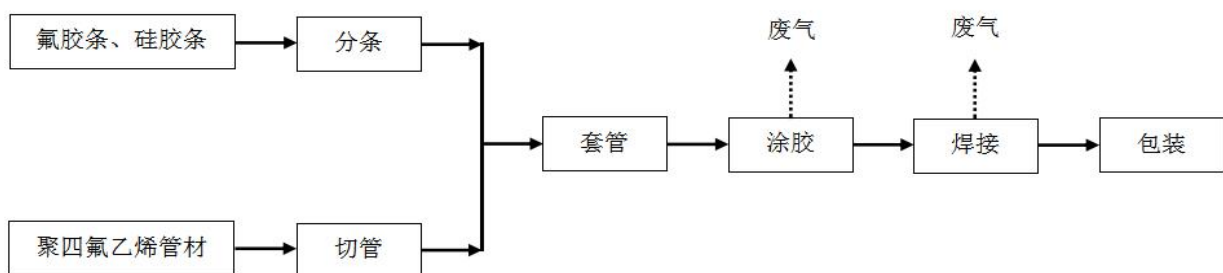 废气
废气
氟胶条、硅胶条
分条
套管
涂胶
焊接
包装
聚四氟乙烯管材
切管